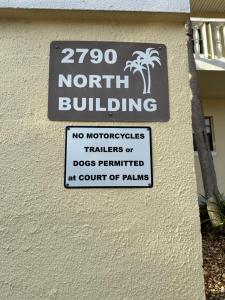 2790
NORTH
BUILDING
NO MOTORCYCLES
TRAILERS or
DOGS PERMITTED
at COURT OF PALMS